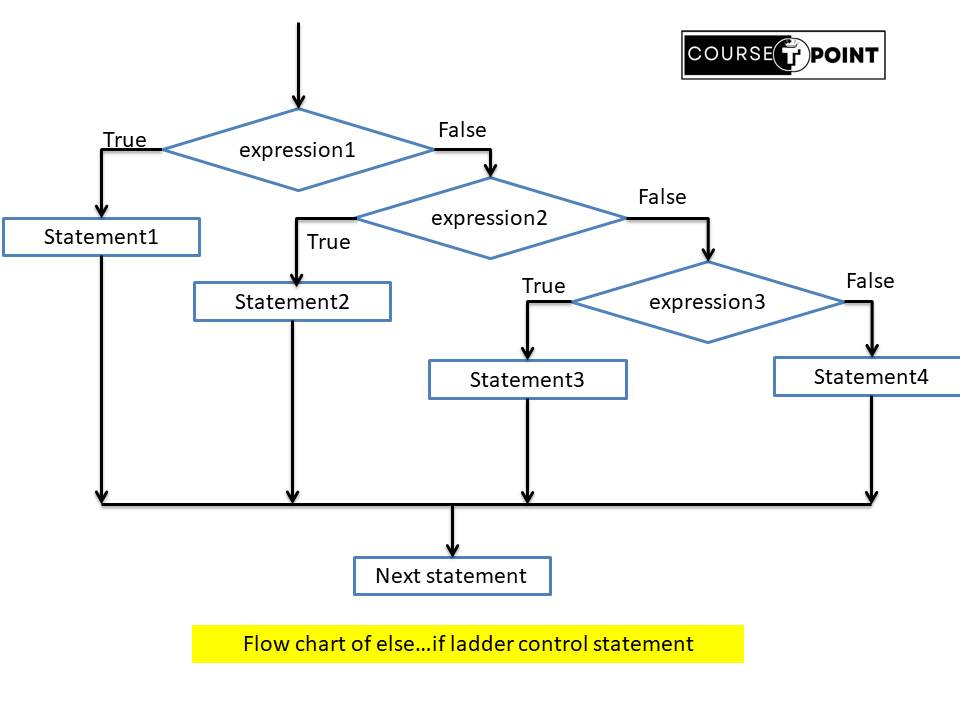 COURSE T POINT
True
expression1
False
Statement1
expression2
False
True
Statement2
True
expression3
False
Statement3
Statement4
Next statement
Flow chart of else...if ladder control statement